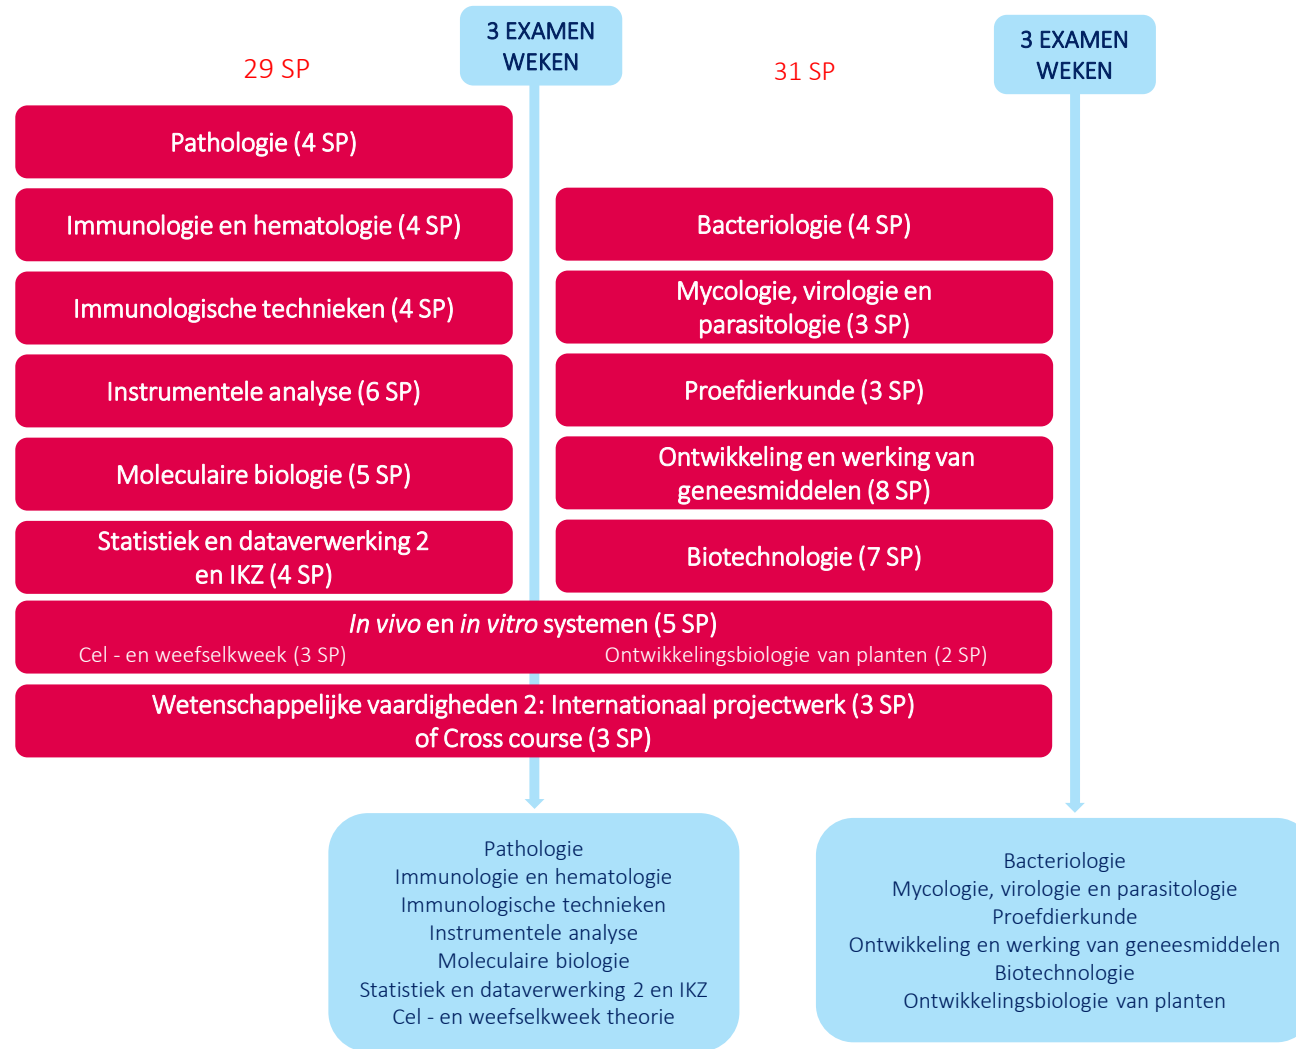 3 EXAMEN
WEKEN
3 EXAMEN
WEKEN
29 SP
31 SP
Pathologie (4 SP)
Immunologie en hematologie (4 SP)
Bacteriologie (4 SP)
Immunologische technieken (4 SP)
Mycologie, virologie en
parasitologie (3 SP)
Instrumentele analyse (6 SP)
Proefdierkunde (3 SP)
Moleculaire biologie (5 SP)
Ontwikkeling en werking van
geneesmiddelen (8 SP)
Statistiek en dataverwerking 2
en IKZ (4 SP)
Biotechnologie (7 SP)
In vivo en in vitro systemen (5 SP)
Cel - en weefselkweek (3 SP)
Ontwikkelingsbiologie van planten (2 SP)
Wetenschappelijke vaardigheden 2: Internationaal projectwerk (3 SP)
of Cross course (3 SP)
Pathologie
Immunologie en hematologie
Immunologische technieken
Instrumentele analyse
Moleculaire biologie
Statistiek en dataverwerking 2 en IKZ
Cel - en weefselkweek theorie
Bacteriologie
Mycologie, virologie en parasitologie
Proefdierkunde
Ontwikkeling en werking van geneesmiddelen
Biotechnologie
Ontwikkelingsbiologie van planten